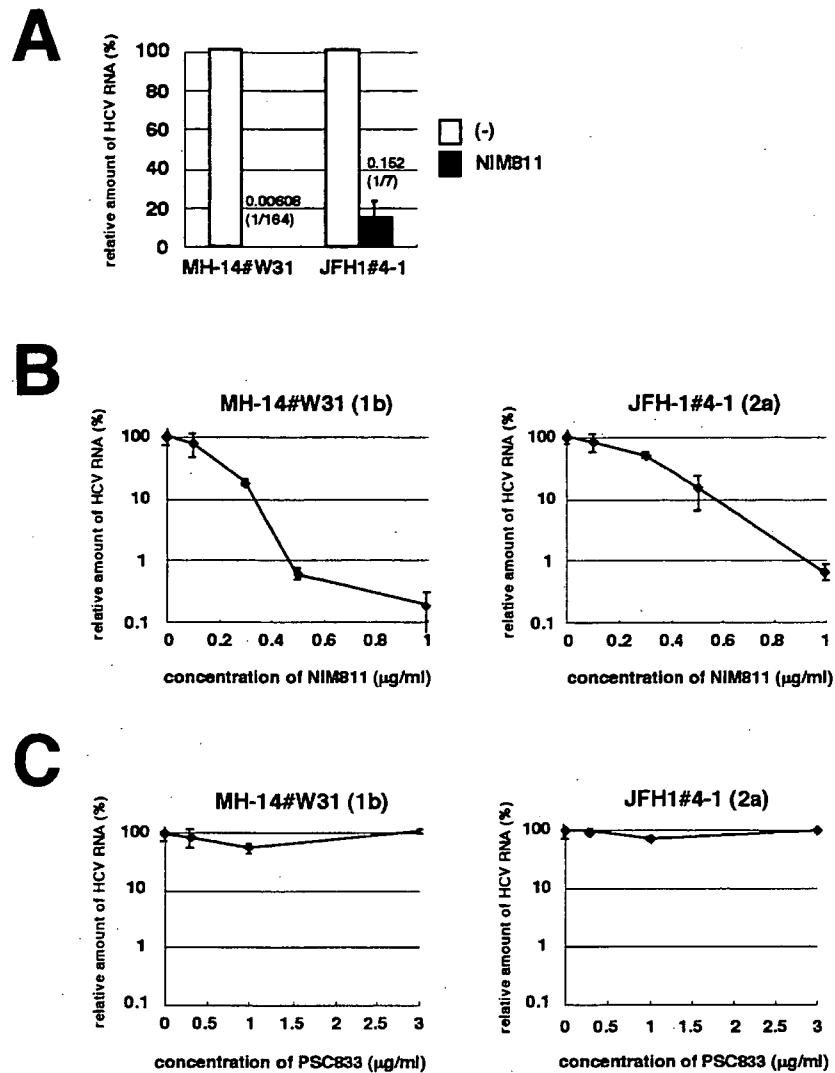 A
relative amount of HCV RNA (%)
100
80
60
40
20
0
0.00608
(1/164)
0.152
(1/7)
MH-14#W31
JFH1#4-1
(-)
NIM811
B
MH-14#W31 (1b)
relative amount of HCV RNA (%)
100
10
1
0.1
0 0.2 0.4 0.6 0.8 1
concentration of NIM811 (μg/ml)
JFH-1#4-1 (2a)
relative amount of HCV RNA (%)
100
10
1
0.1
0 0.2 0.4 0.6 0.8 1
concentration of NIM811 (μg/ml)
C
MH-14#W31 (1b)
relative amount of HCV RNA (%)
100
10
1
0.1
0 0.5 1 1.5 2 2.5 3
concentration of PSC833 (μg/ml)
JFH1#4-1 (2a)
relative amount of HCV RNA (%)
100
10
1
0.1
0 0.5 1 1.5 2 2.5 3
concentration of PSC833 (μg/ml)